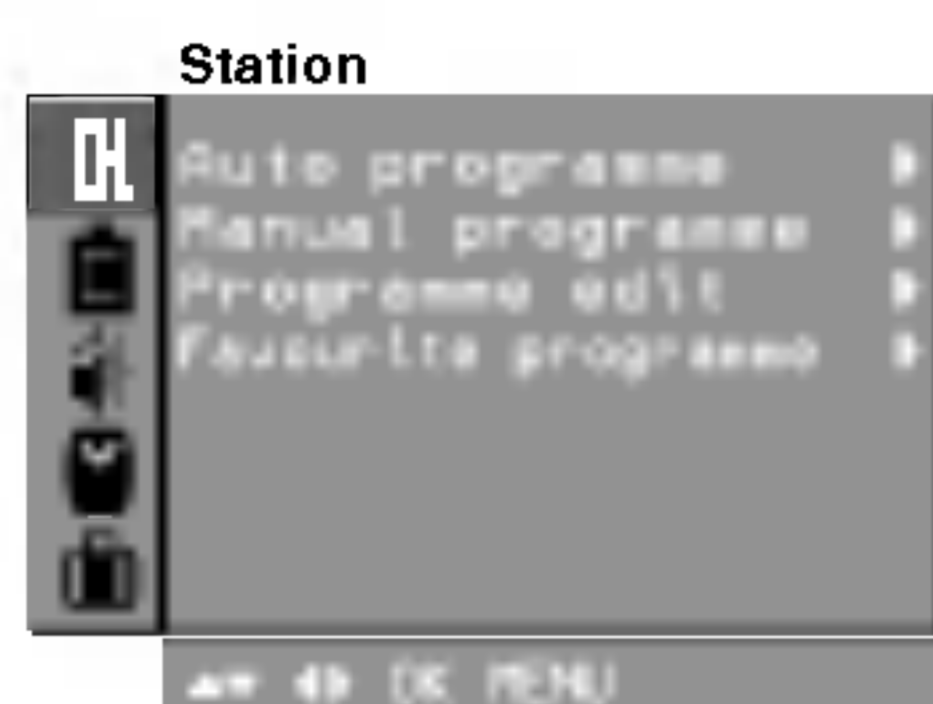 Station
CH
Auto programme
Manual programme
Programme edit
Favourite programme
OK MENU